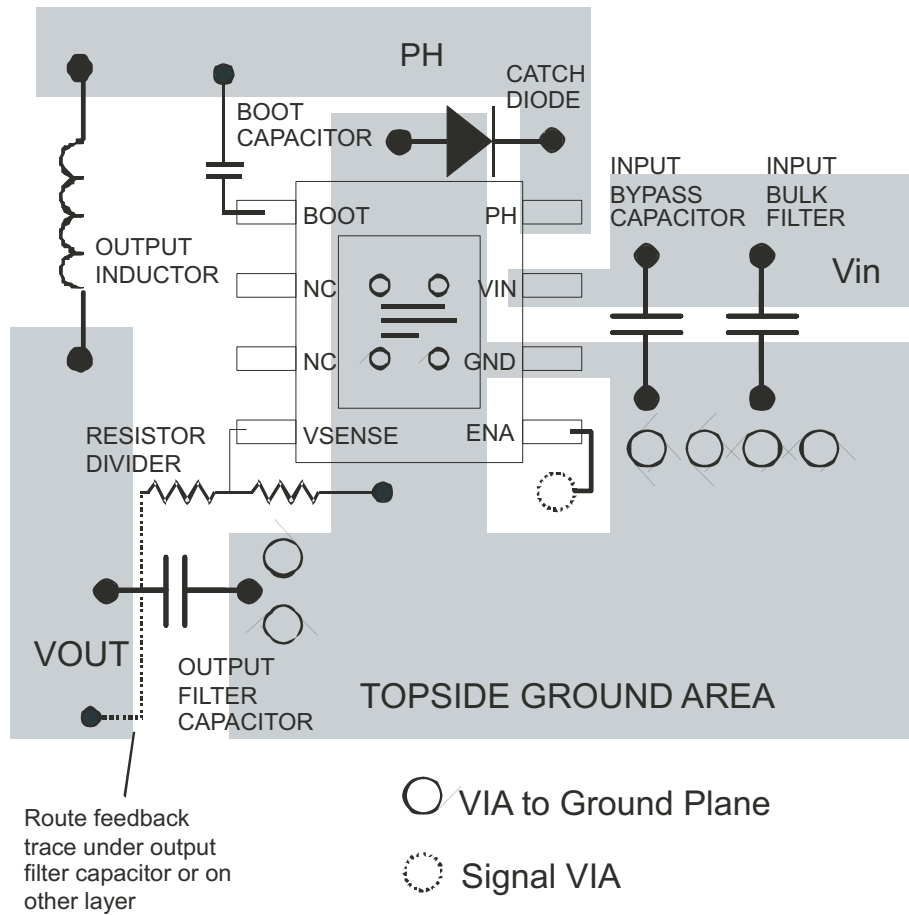 PH
CATCH
DIODE
BOOT
CAPACITOR
INPUT
BYPASS
CAPACITOR
INPUT
BULK
FILTER
Vin
OUTPUT
INDUCTOR
BOOT
PH
NC
VIN
NC
GND
VSENSE
ENA
RESISTOR
DIVIDER
VOUT
OUTPUT
FILTER
CAPACITOR
TOPSIDE GROUND AREA
Route feedback
trace under output
filter capacitor or on
other layer
VIA to Ground Plane
Signal VIA